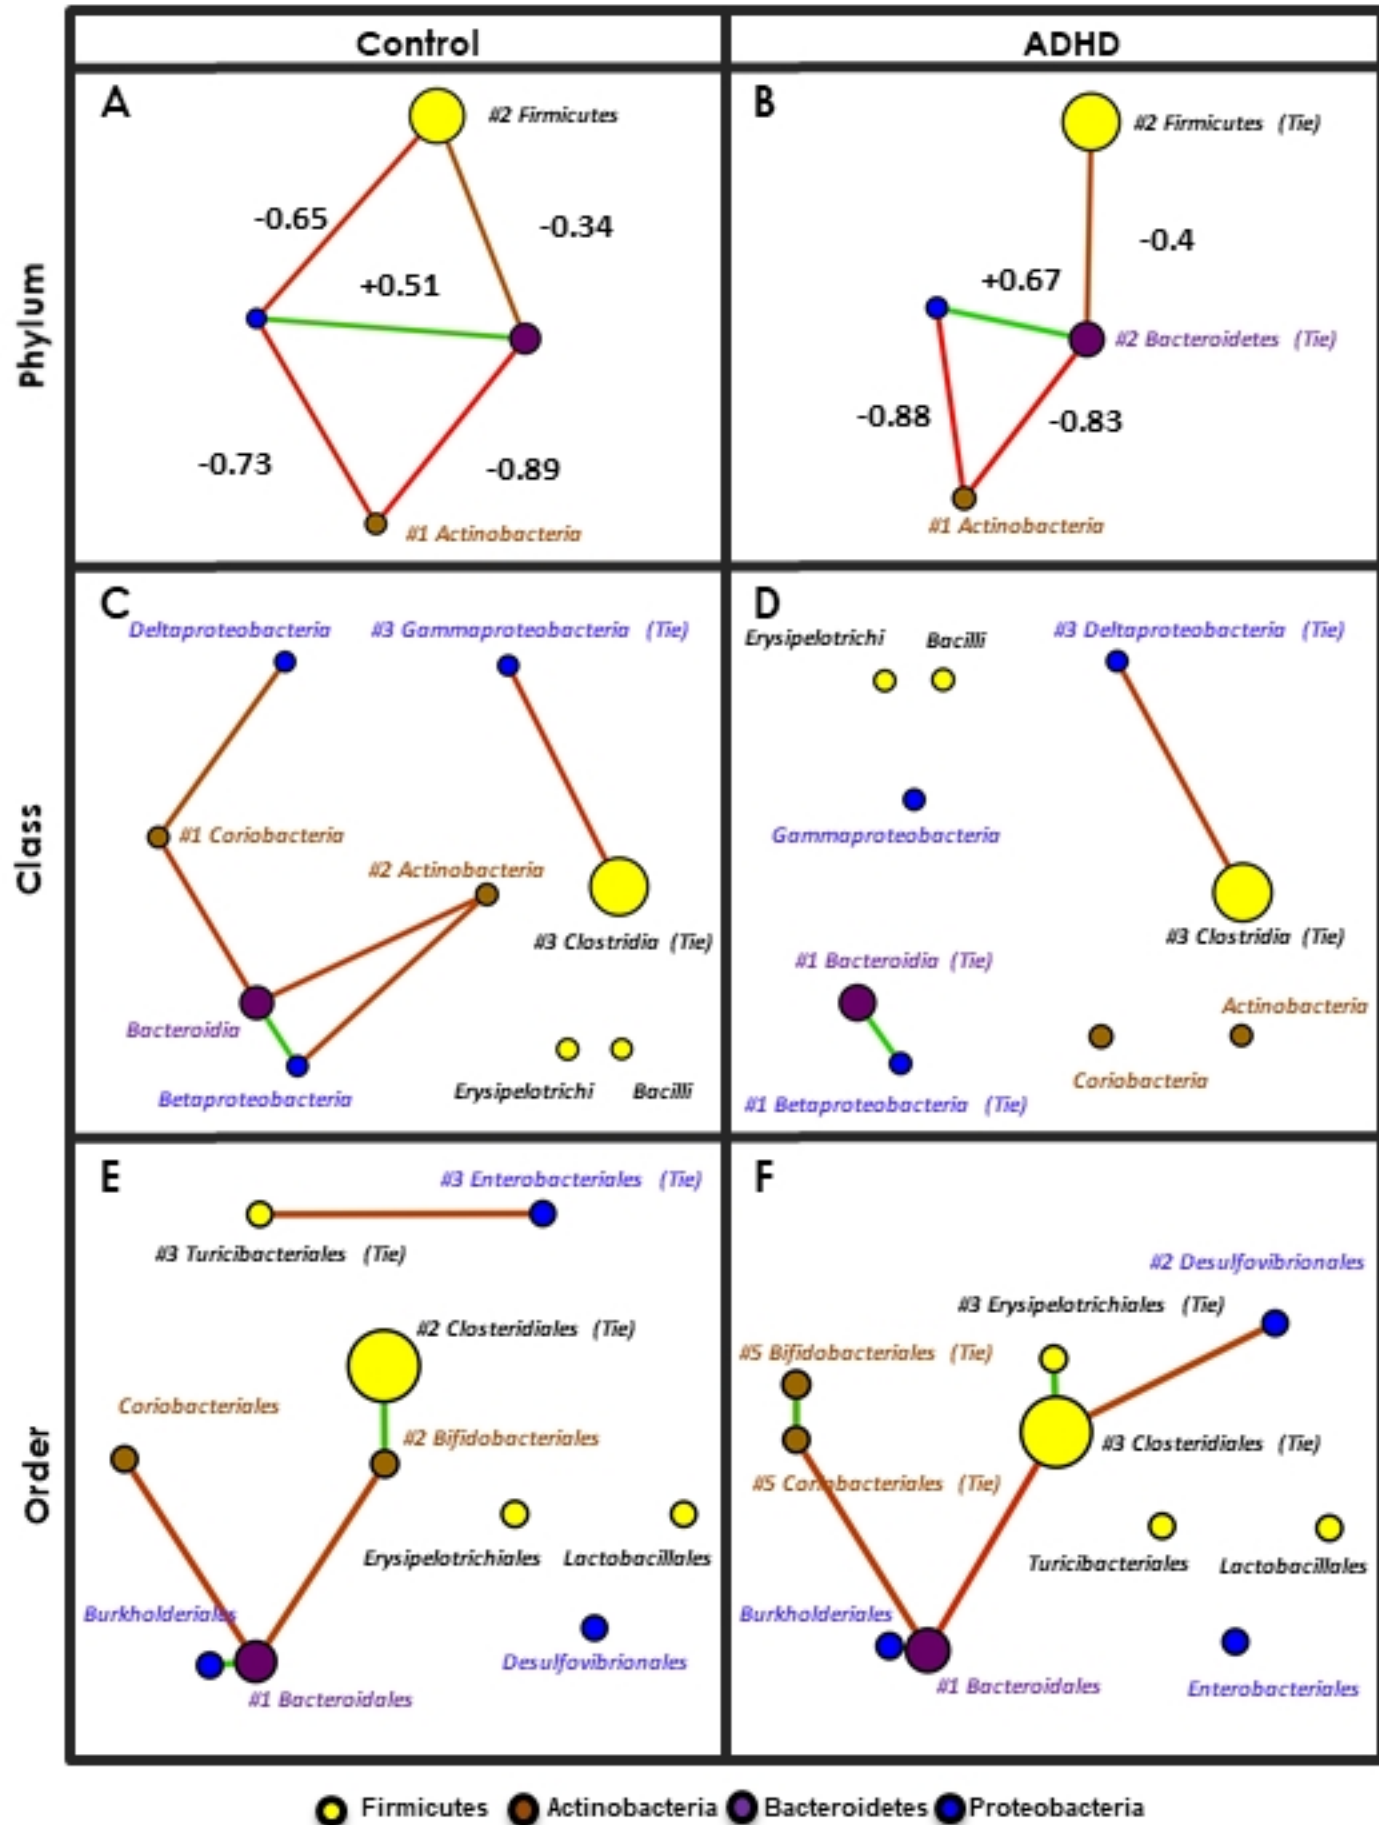 Control
ADHD
Phylum
A
#2 Firmicutes
-0.65
-0.34
+0.51
-0.73
-0.89
#1 Actinobacteria
B
#2 Firmicutes (Tie)
-0.4
+0.67
#2 Bacteroidetes (Tie)
-0.88
-0.83
#1 Actinobacteria
Class
C
Deltaproteobacteria
#3 Gammaproteobacteria (Tie)
#1 Coriobacteria
#2 Actinobacteria
#3 Clostridia (Tie)
Bacteroidia
Betaproteobacteria
Erysipelotrichi
Bacilli
D
Erysipelotrichi
Bacilli
#3 Deltaproteobacteria (Tie)
Gammaproteobacteria
#3 Clostridia (Tie)
#1 Bacteroidia (Tie)
Actinobacteria
Coriobacteria
#1 Betaproteobacteria (Tie)
Order
E
#3 Enterobacteriales (Tie)
#3 Turicibacteriales (Tie)
#2 Closteridiales (Tie)
Coriobacteriales
#2 Bifidobacteriales
Erysipelotrichiales
Lactobacillales
Burkholderiales
Desulfovibrionales
#1 Bacteroidales
F
#2 Desulfovibrionales
#3 Erysipelotrichiales (Tie)
#5 Bifidobacteriales (Tie)
#3 Closteridiales (Tie)
#5 Coriobacteriales (Tie)
Turicibacteriales
Lactobacillales
Burkholderiales
#1 Bacteroidales
Enterobacteriales
Firmicutes
Actinobacteria
Bacteroidetes
Proteobacteria